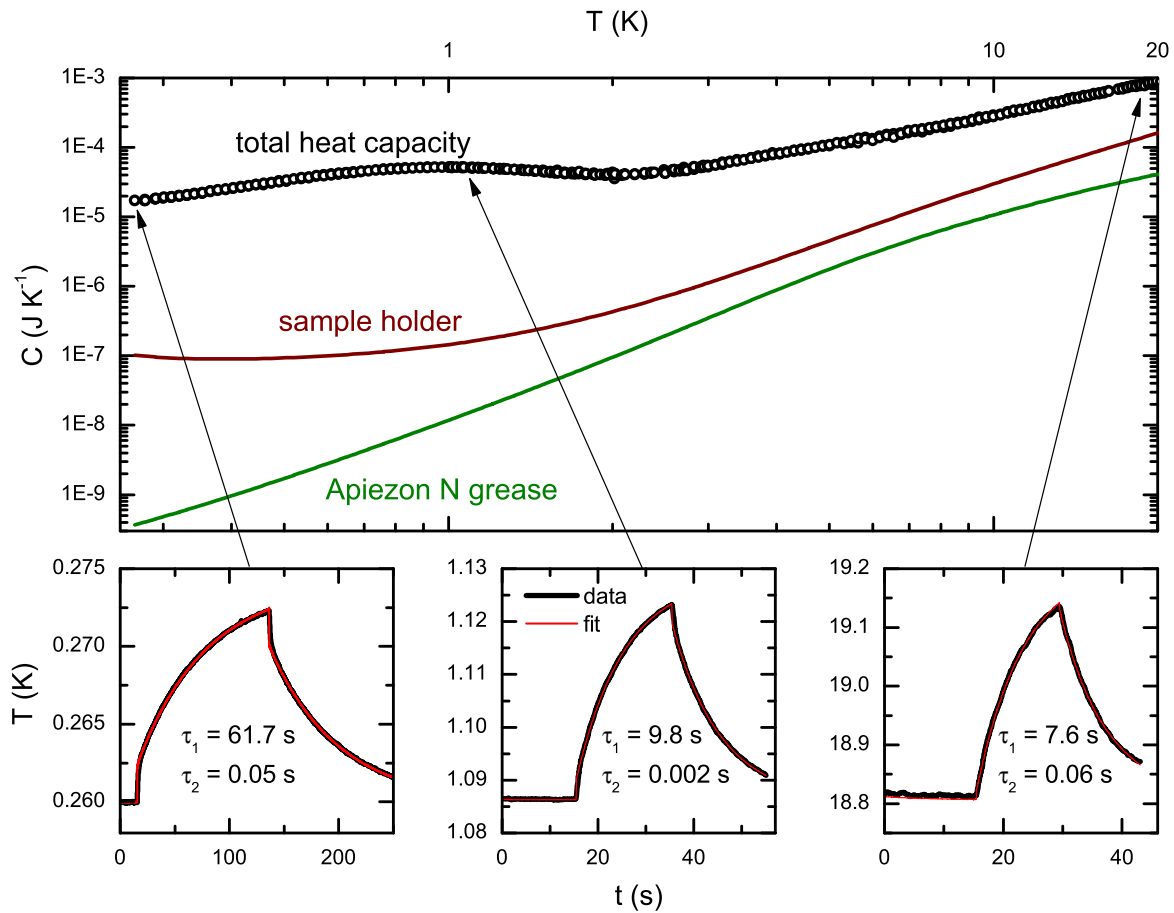 T (K)
1 10 20
1E-3
total heat capacity
1E-4
1E-5
C (J K⁻¹)
1E-6
sample holder
1E-7
1E-8
Apiezon N grease
1E-9
0.275 1.13 19.2
data
fit
0.270 1.12 19.1
1.11 19.0
T (K)
0.265 1.10 18.9
τ₁ = 61.7 s τ₁ = 9.8 s τ₁ = 7.6 s
τ₂ = 0.05 s τ₂ = 0.002 s τ₂ = 0.06 s
0.260 1.09 18.8
1.08
0 100 200 0 20 40 0 20 40
t (s)